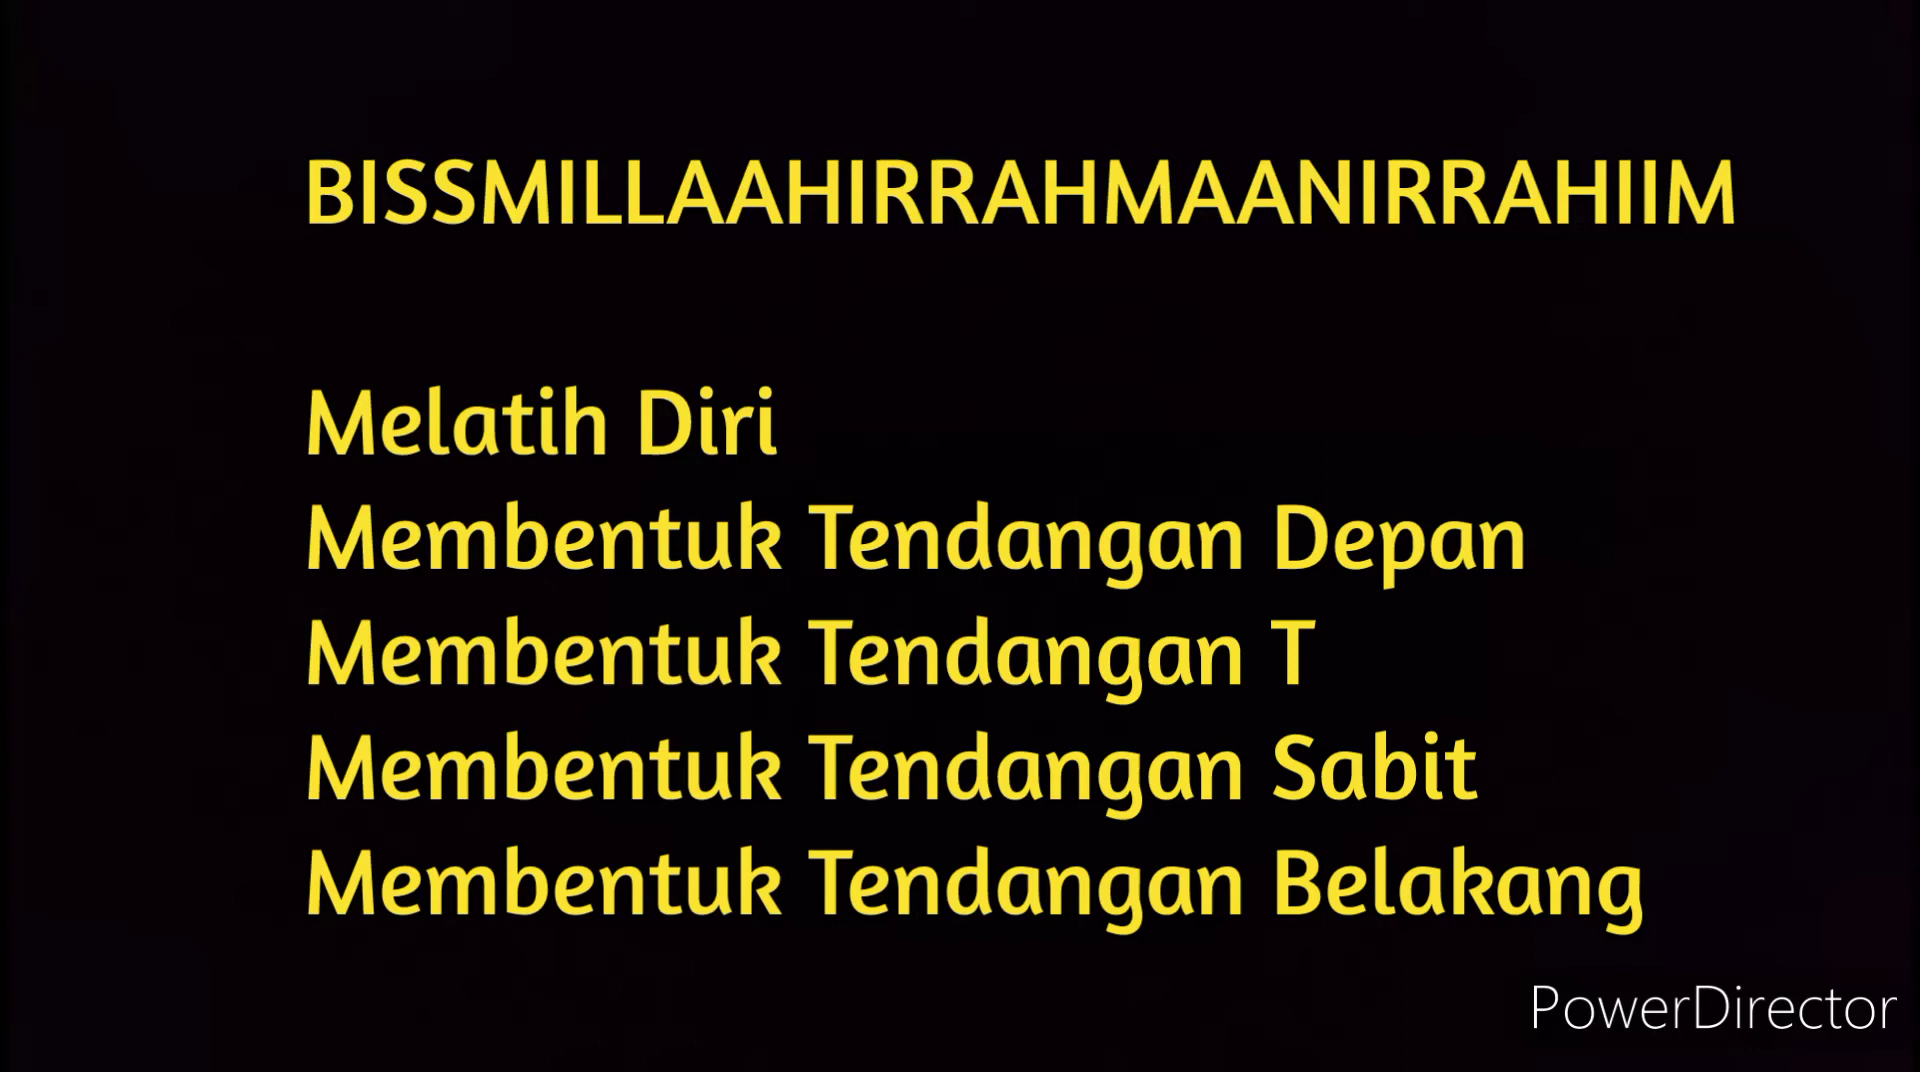 BISSMILLAAHIRRAHMAANIRRAHIIM
Melatih Diri
Membentuk Tendangan Depan
Membentuk Tendangan T
Membentuk Tendangan Sabit
Membentuk Tendangan Belakang
PowerDirector